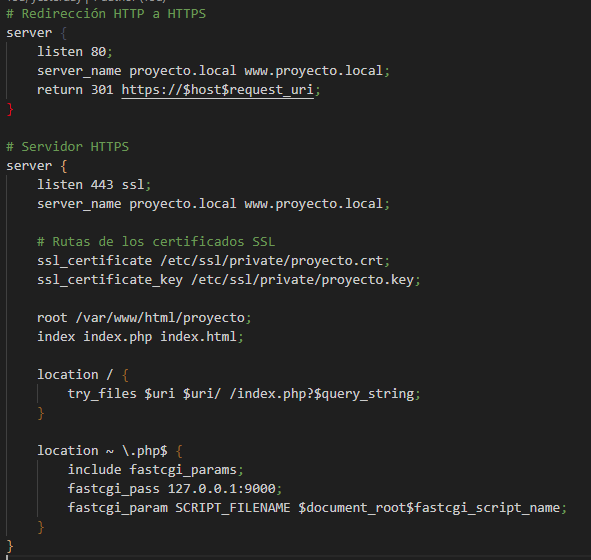 # Redirección HTTP a HTTPS
server {
    listen 80;
    server_name proyecto.local www.proyecto.local;
    return 301 https://$host$request_uri;
}

# Servidor HTTPS
server {
    listen 443 ssl;
    server_name proyecto.local www.proyecto.local;

    # Rutas de los certificados SSL
    ssl_certificate /etc/ssl/private/proyecto.crt;
    ssl_certificate_key /etc/ssl/private/proyecto.key;

    root /var/www/html/proyecto;
    index index.php index.html;

    location / {
        try_files $uri $uri/ /index.php?$query_string;
    }

    location ~ \.php$ {
        include fastcgi_params;
        fastcgi_pass 127.0.0.1:9000;
        fastcgi_param SCRIPT_FILENAME $document_root$fastcgi_script_name;
    }
}